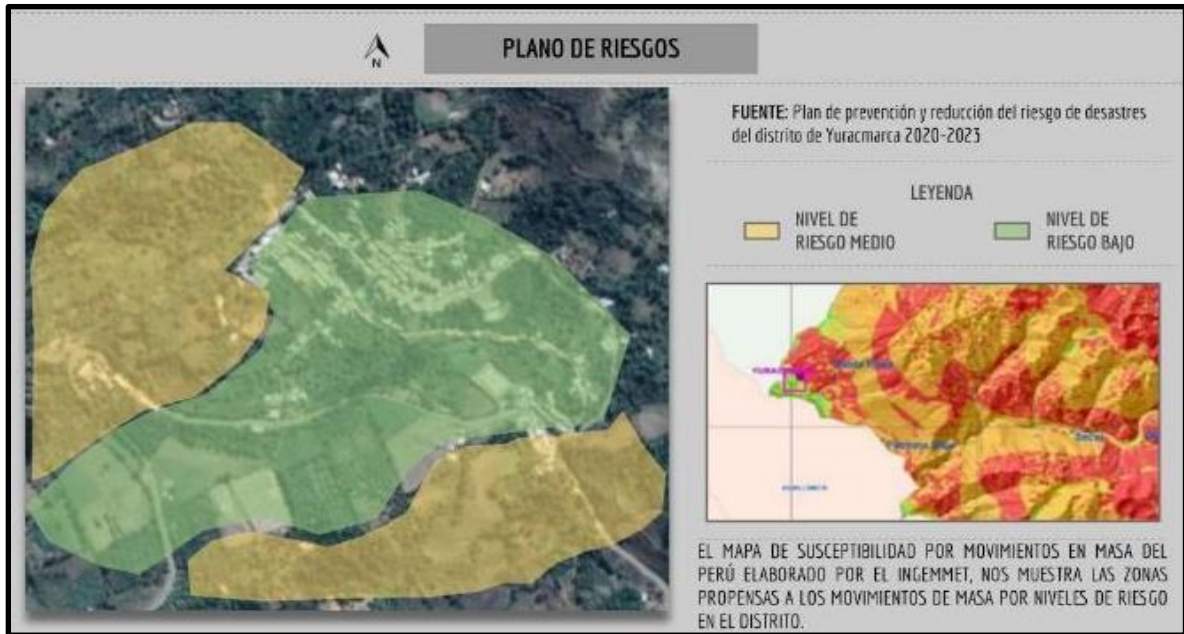 N
PLANO DE RIESGOS
FUENTE: Plan de prevención y reducción del riesgo de desastres
del distrito de Yuracmarca 2020-2023
LEYENDA
NIVEL DE
RIESGO MEDIO
NIVEL DE
RIESGO BAJO
EL MAPA DE SUSCEPTIBILIDAD POR MOVIMIENTOS EN MASA DEL
PERÚ ELABORADO POR EL INGEMMET, NOS MUESTRA LAS ZONAS
PROPENSAS A LOS MOVIMIENTOS DE MASA POR NIVELES DE RIESGO
EN EL DISTRITO.